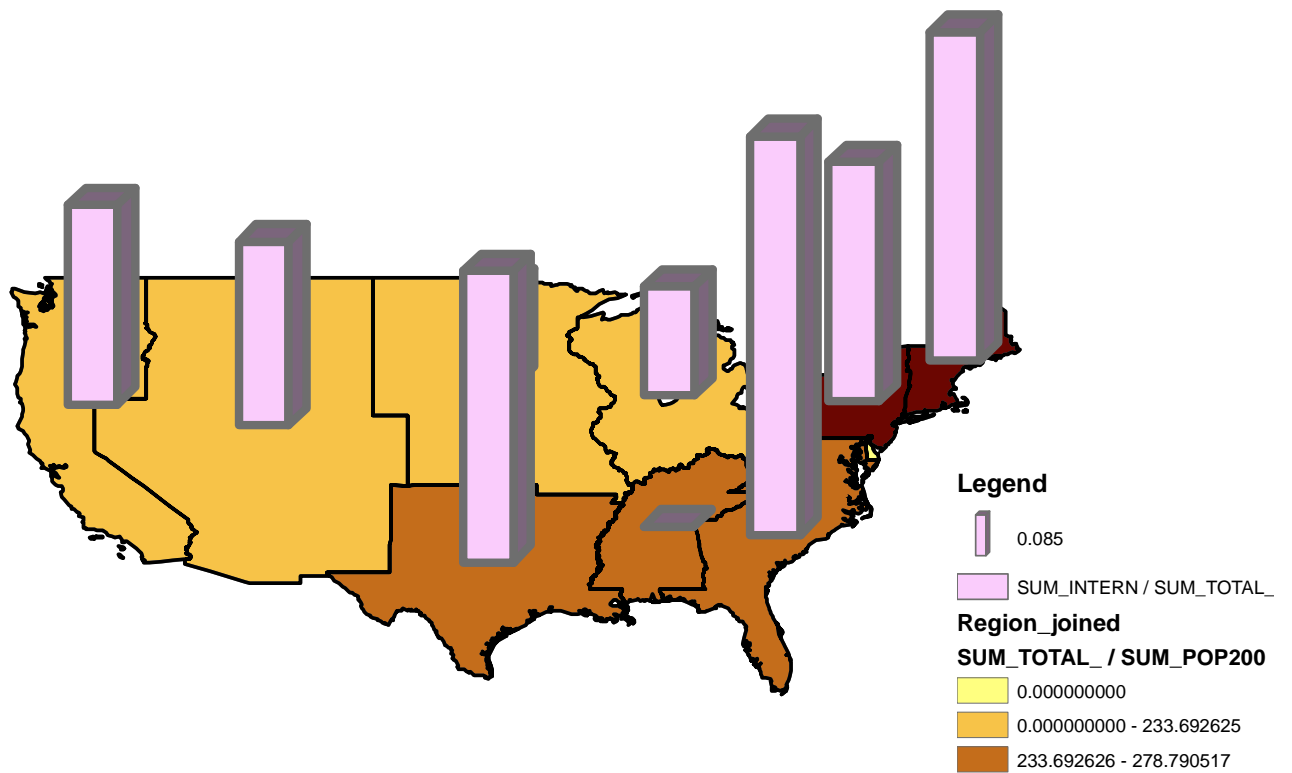 Legend
0.085
SUM_INTERN / SUM_TOTAL_
Region_joined
SUM_TOTAL_ / SUM_POP200
0.000000000
0.000000000 - 233.692625
233.692626 - 278.790517